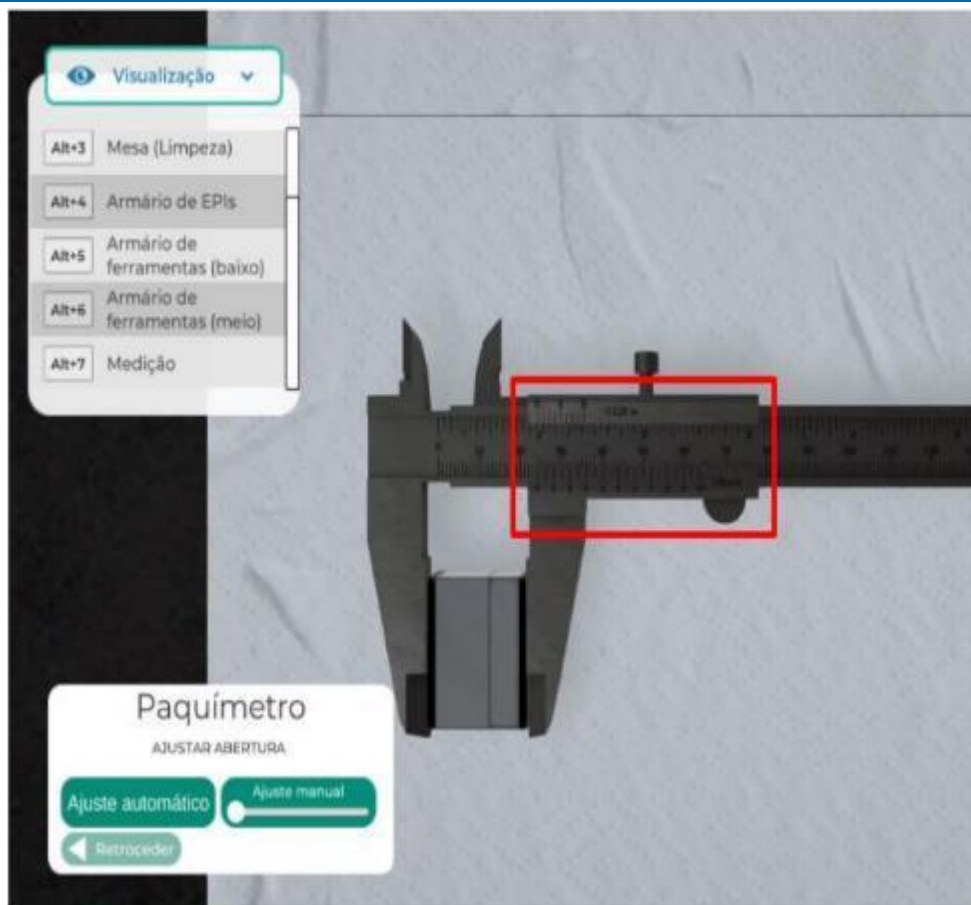 Visualização
Alt+3 Mesa (Limpeza)
Alt+4 Armário de EPIs
Alt+5 Armário de
ferramentas (baixo)
Alt+6 Armário de
ferramentas (meio)
Alt+7 Medição
Paquímetro
AJUSTAR ABERTURA
Ajuste automático
Ajuste manual
Retroceder